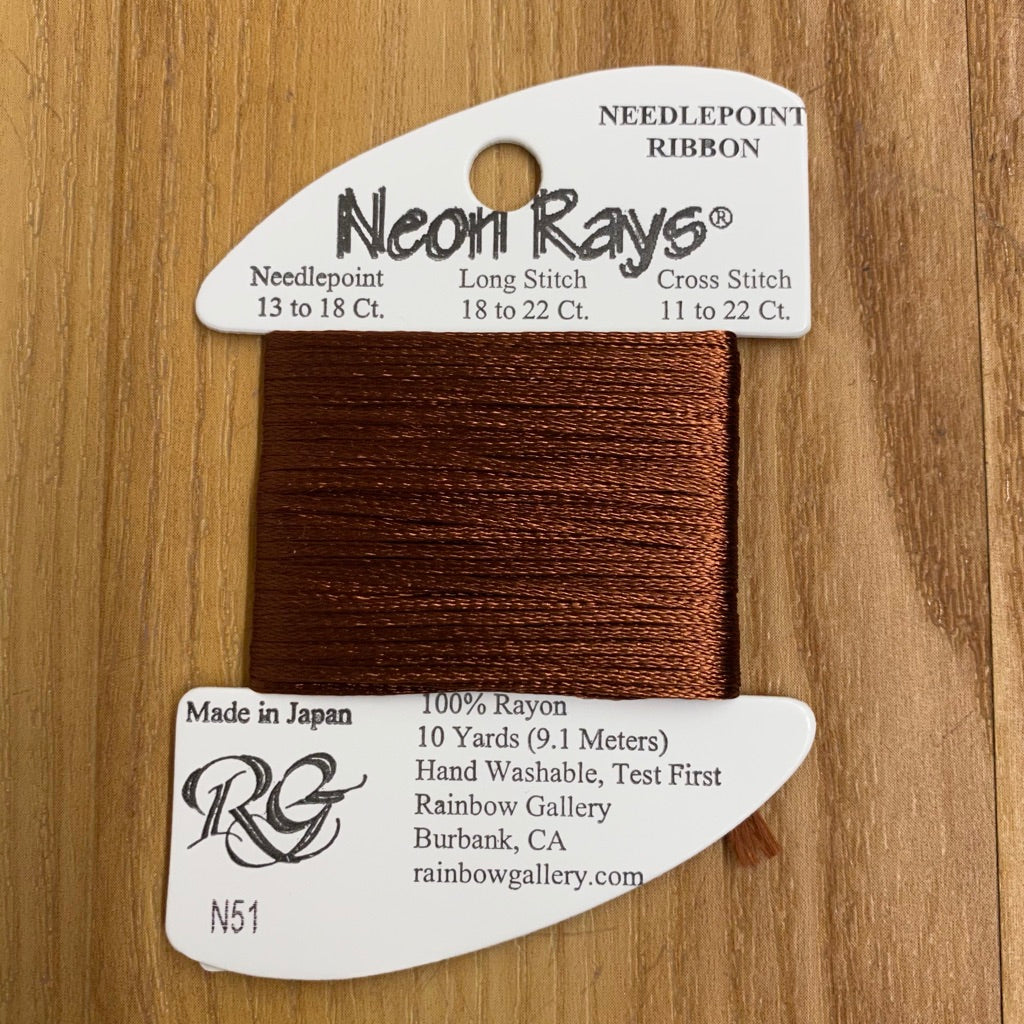 NEEDLEPOINT
RIBBON
Neon Rays®
Needlepoint Long Stitch Cross Stitch
13 to 18 Ct. 18 to 22 Ct. 11 to 22 Ct.
Made in Japan
100% Rayon
10 Yards (9.1 Meters)
Hand Washable, Test First
Rainbow Gallery
Burbank, CA
rainbowgallery.com
RG
N51